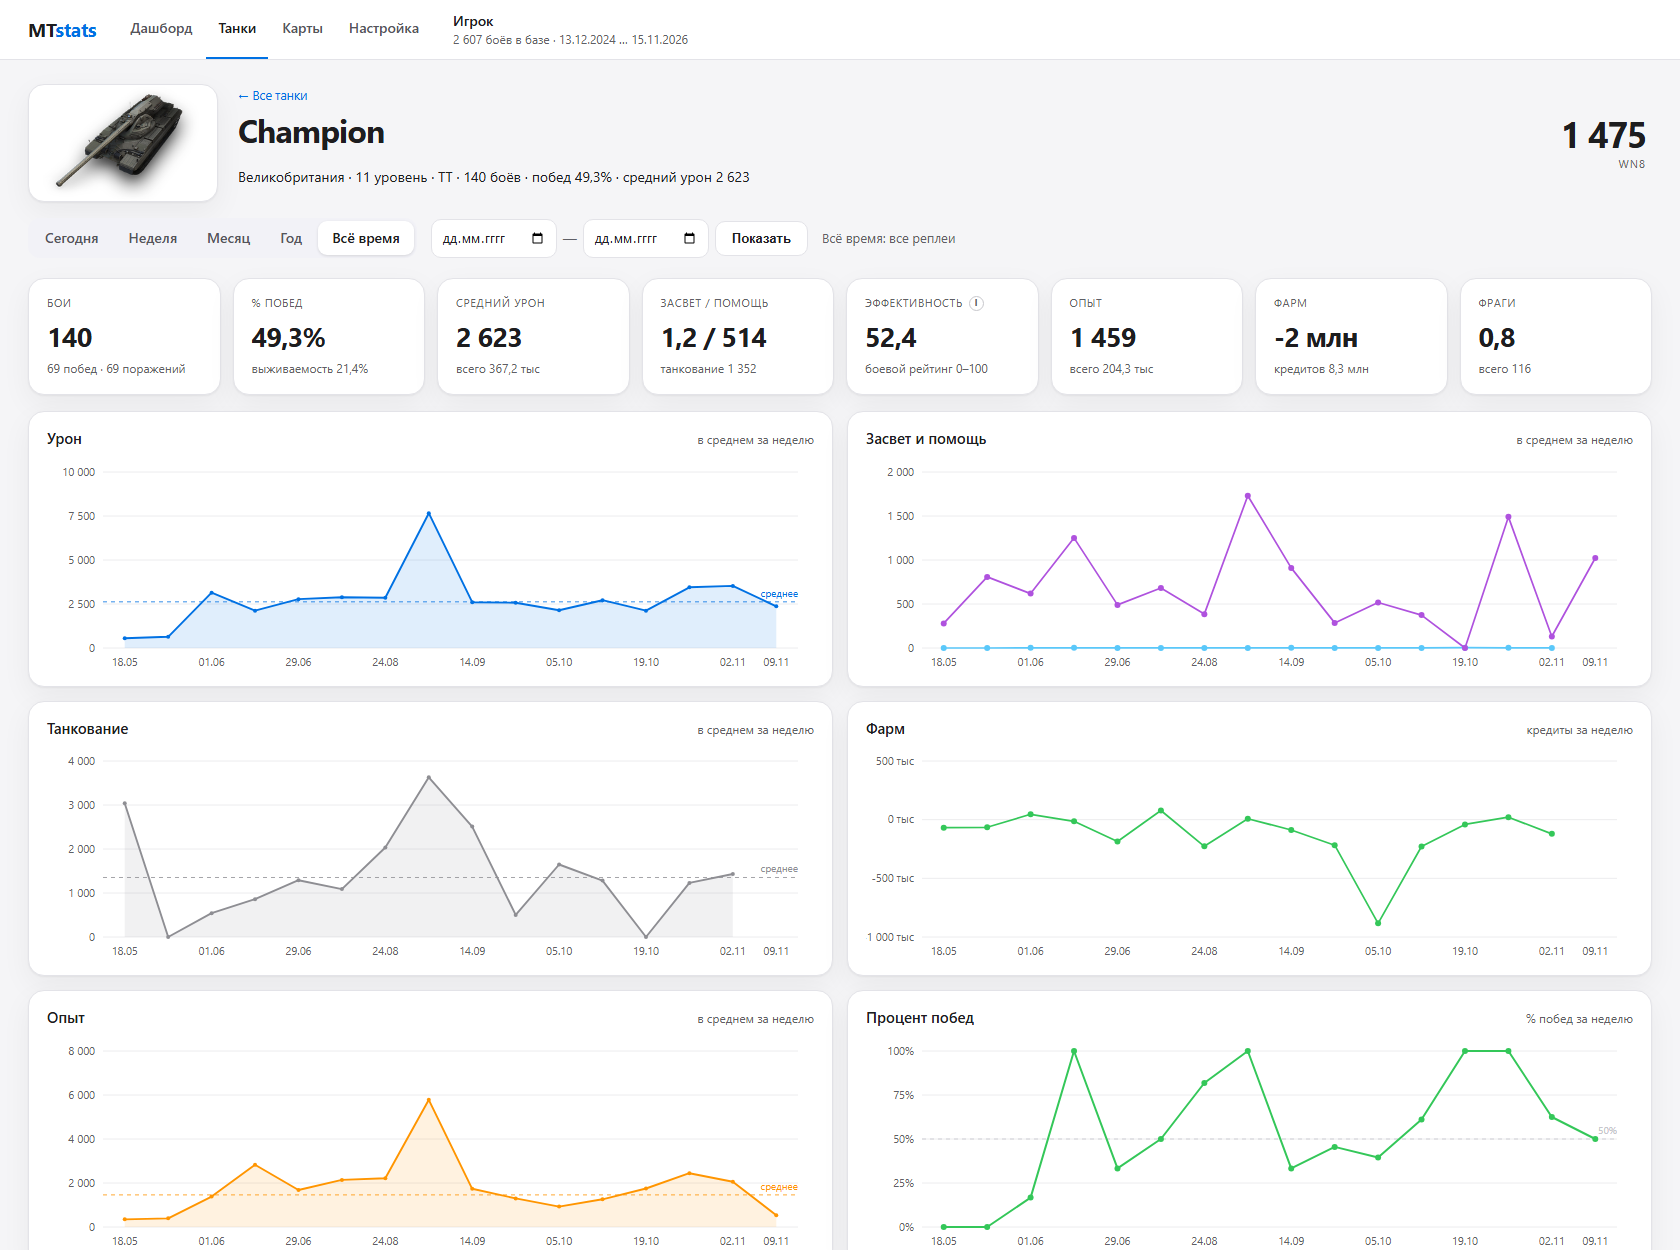 MTstats
Дашборд
Танки
Карты
Настройка
Игрок
2 607 боёв в базе · 13.12.2024 … 15.11.2026
← Все танки
Champion
Великобритания · 11 уровень · ТТ · 140 боёв · побед 49,3% · средний урон 2 623
1 475
WN8
Сегодня
Неделя
Месяц
Год
Всё время
дд.мм.гггг
—
дд.мм.гггг
Показать
Всё время: все реплеи
БОИ
140
69 побед · 69 поражений
% ПОБЕД
49,3%
выживаемость 21,4%
СРЕДНИЙ УРОН
2 623
всего 367,2 тыс
ЗАСВЕТ / ПОМОЩЬ
1,2 / 514
танкование 1 352
ЭФФЕКТИВНОСТЬ I
52,4
боевой рейтинг 0–100
ОПЫТ
1 459
всего 204,3 тыс
ФАРМ
-2 млн
кредитов 8,3 млн
ФРАГИ
0,8
всего 116
Урон
в среднем за неделю
10 000
7 500
5 000
2 500
0
среднее
18.05 01.06 29.06 24.08 14.09 05.10 19.10 02.11 09.11
Засвет и помощь
в среднем за неделю
2 000
1 500
1 000
500
0
18.05 01.06 29.06 24.08 14.09 05.10 19.10 02.11 09.11
Танкование
в среднем за неделю
4 000
3 000
2 000
1 000
0
среднее
18.05 01.06 29.06 24.08 14.09 05.10 19.10 02.11 09.11
Фарм
кредиты за неделю
500 тыс
0 тыс
-500 тыс
1 000 тыс
18.05 01.06 29.06 24.08 14.09 05.10 19.10 02.11 09.11
Опыт
в среднем за неделю
8 000
6 000
4 000
2 000
0
среднее
18.05 01.06 29.06 24.08 14.09 05.10 19.10 02.11 09.11
Процент побед
% побед за неделю
100%
75%
50%
25%
0%
50%
18.05 01.06 29.06 24.08 14.09 05.10 19.10 02.11 09.11